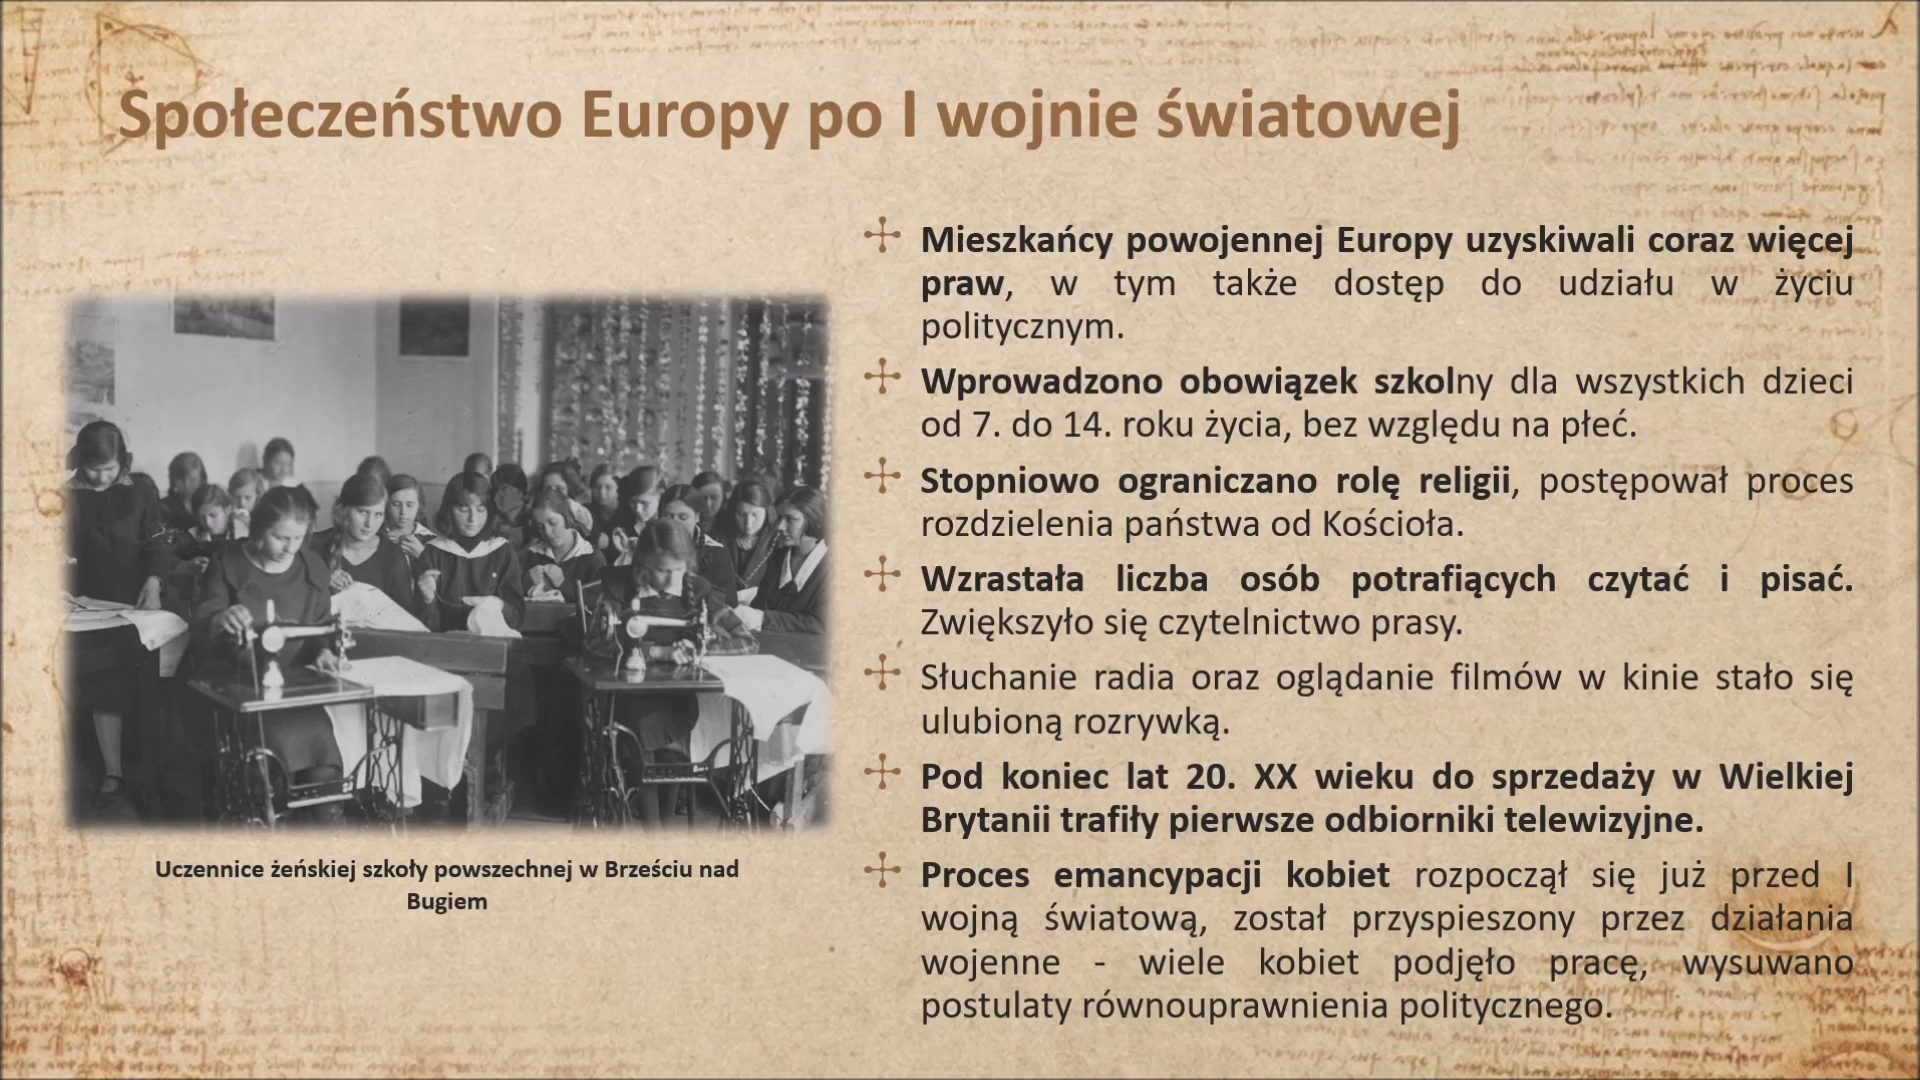 Społeczeństwo Europy po I wojnie światowej
Mieszkańcy powojennej Europy uzyskiwali coraz więcej
praw, w tym także dostęp do udziału w życiu
politycznym.
Wprowadzono obowiązek szkolny dla wszystkich dzieci
od 7. do 14. roku życia, bez względu na płeć.
Stopniowo ograniczano rolę religii, postępował proces
rozdzielenia państwa od Kościoła.
Wzrastała liczba osób potrafiących czytać i pisać.
Zwiększyło się czytelnictwo prasy.
Słuchanie radia oraz oglądanie filmów w kinie stało się
ulubioną rozrywką.
Pod koniec lat 20. XX wieku do sprzedaży w Wielkiej
Brytanii trafiły pierwsze odbiorniki telewizyjne.
Proces emancypacji kobiet rozpoczął się już przed I
wojną światową, został przyspieszony przez działania
wojenne - wiele kobiet podjęło pracę, wysuwano
postulaty równouprawnienia politycznego.
Uczennice żeńskiej szkoły powszechnej w Brześciu nad
Bugiem